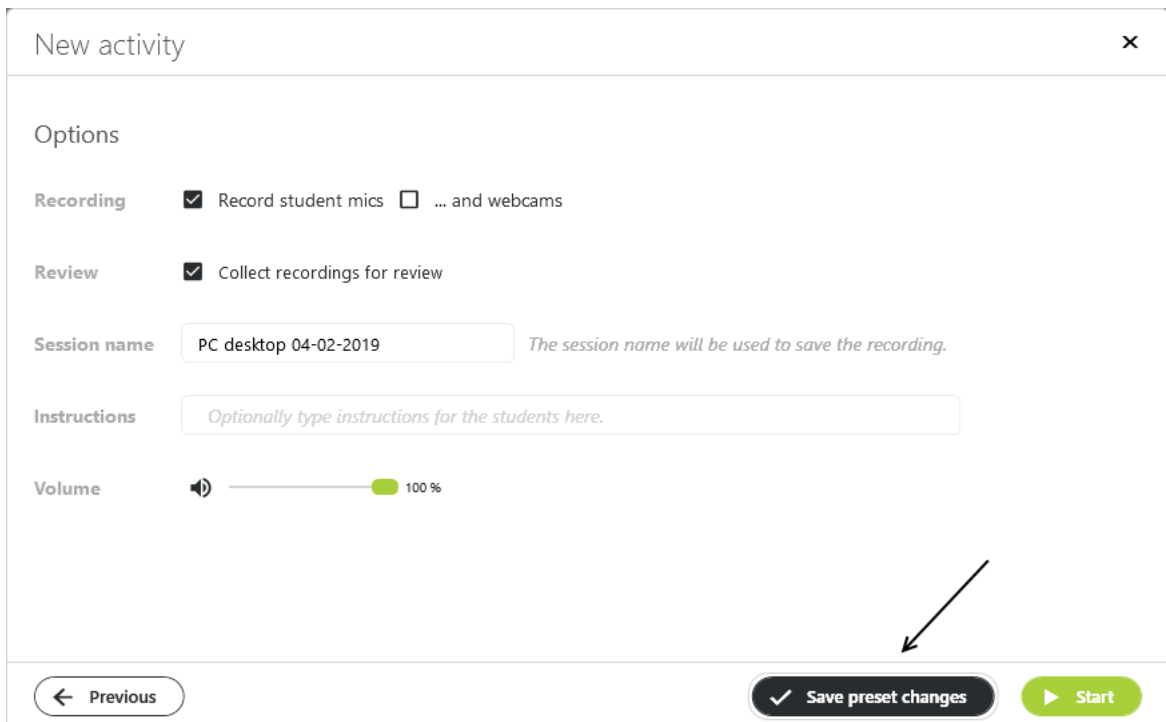 New activity
Options
Recording Record student mics ... and webcams
Review Collect recordings for review
Session name PC desktop 04-02-2019 The session name will be used to save the recording.
Instructions Optionally type instructions for the students here.
Volume 100 %
Previous Save preset changes Start